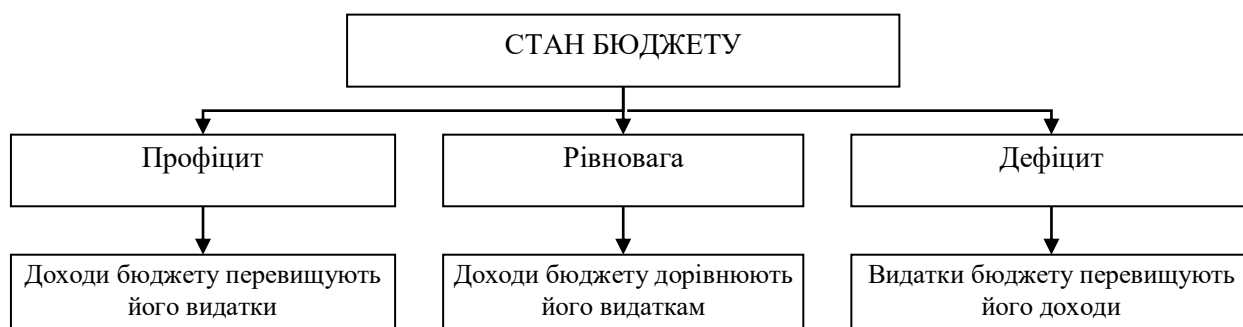 СТАН БЮДЖЕТУ
Профіцит
Рівновага
Дефіцит
Доходи бюджету перевищують
його видатки
Доходи бюджету дорівнюють
його видаткам
Видатки бюджету перевищують
його доходи